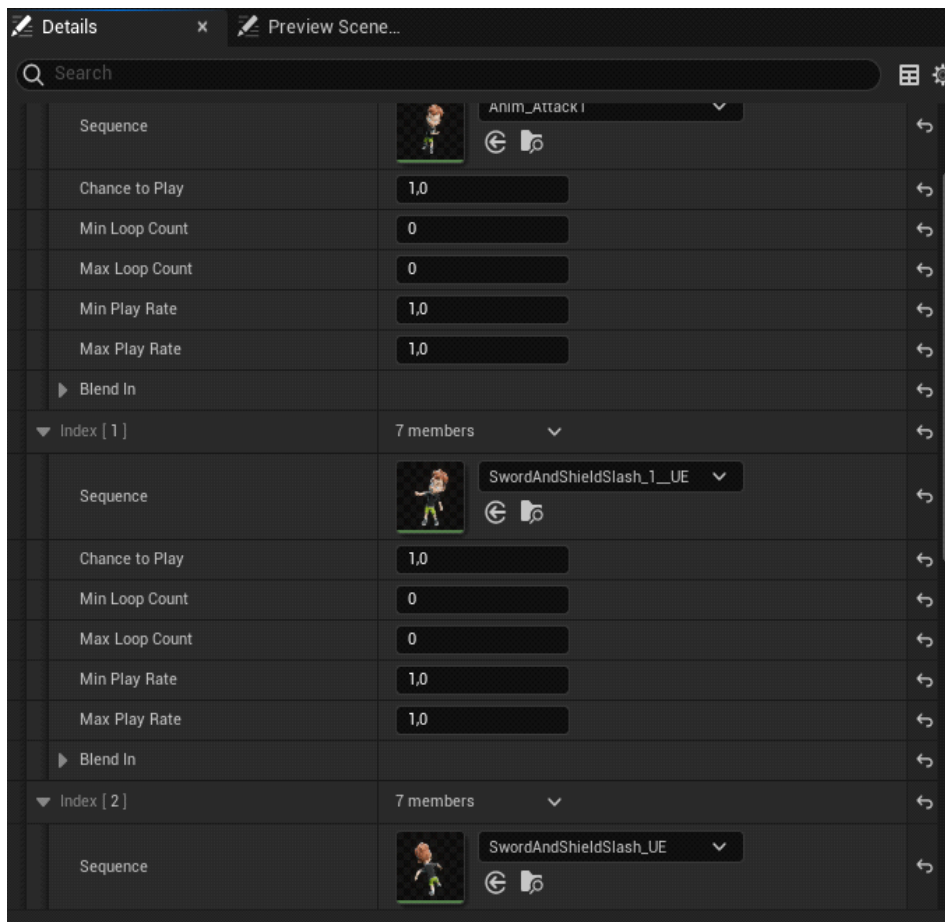 Details
Preview Scene...
Search
Sequence
Anim_Attack1
Chance to Play 1,0
Min Loop Count 0
Max Loop Count 0
Min Play Rate 1,0
Max Play Rate 1,0
Blend In
Index [ 1 ] 7 members
Sequence
SwordAndShieldSlash_1__UE
Chance to Play 1,0
Min Loop Count 0
Max Loop Count 0
Min Play Rate 1,0
Max Play Rate 1,0
Blend In
Index [ 2 ] 7 members
Sequence
SwordAndShieldSlash_UE